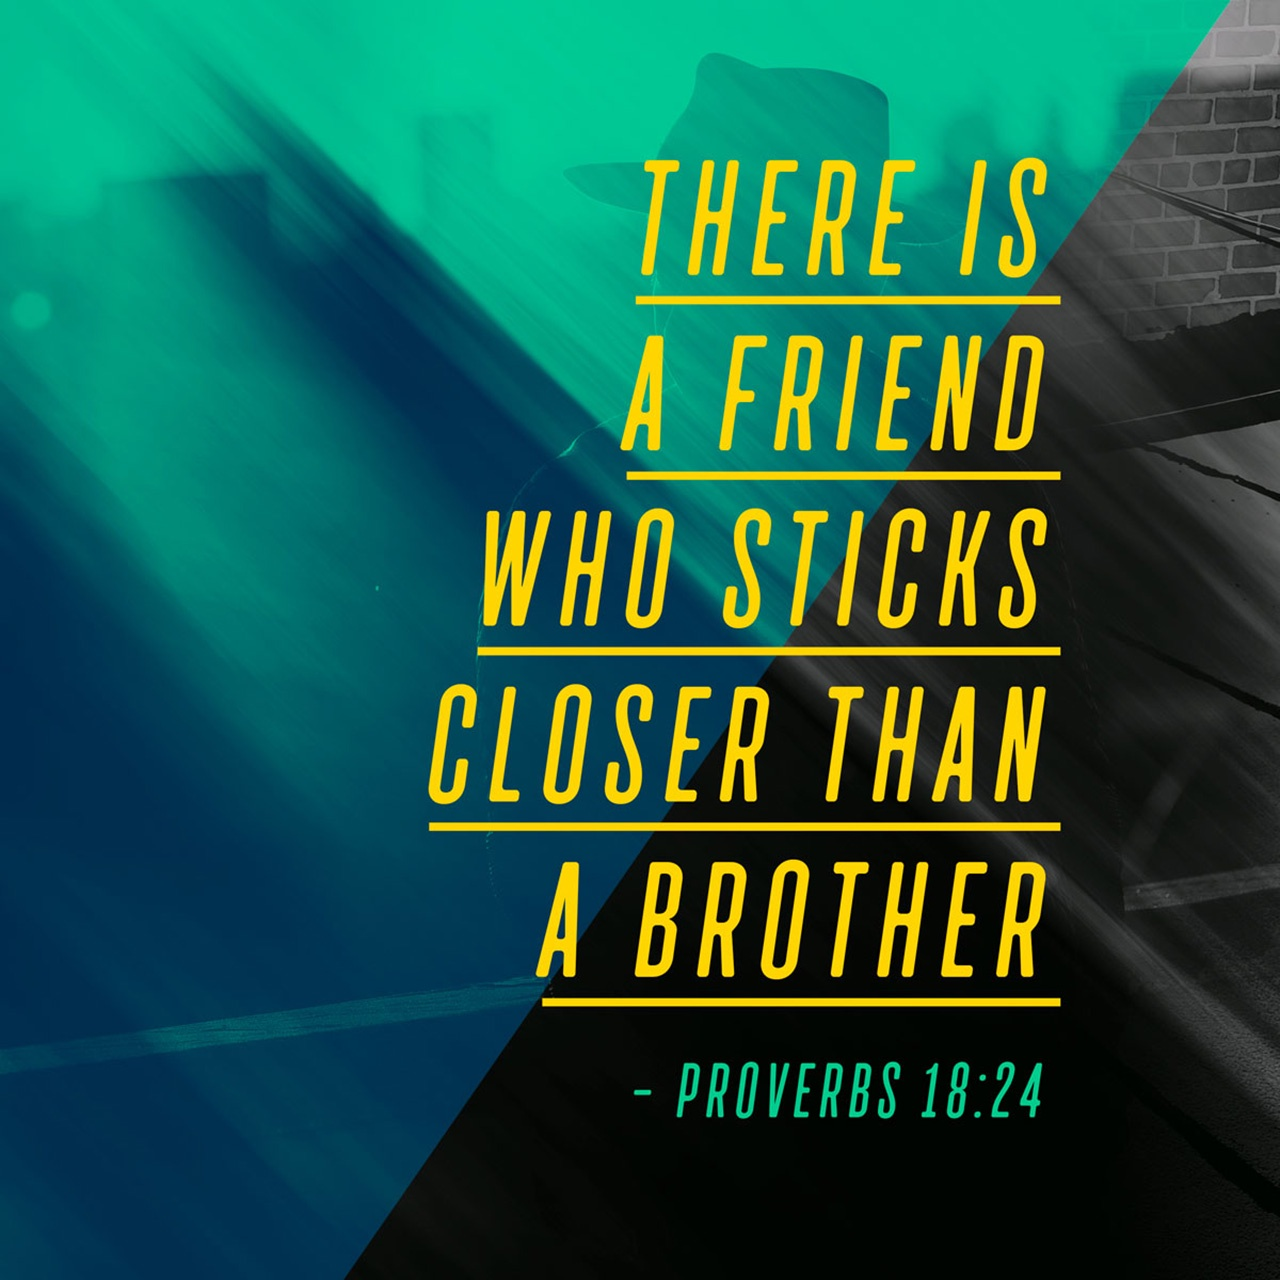 THERE IS
A FRIEND
WHO STICKS
CLOSER THAN
A BROTHER
- PROVERBS 18:24